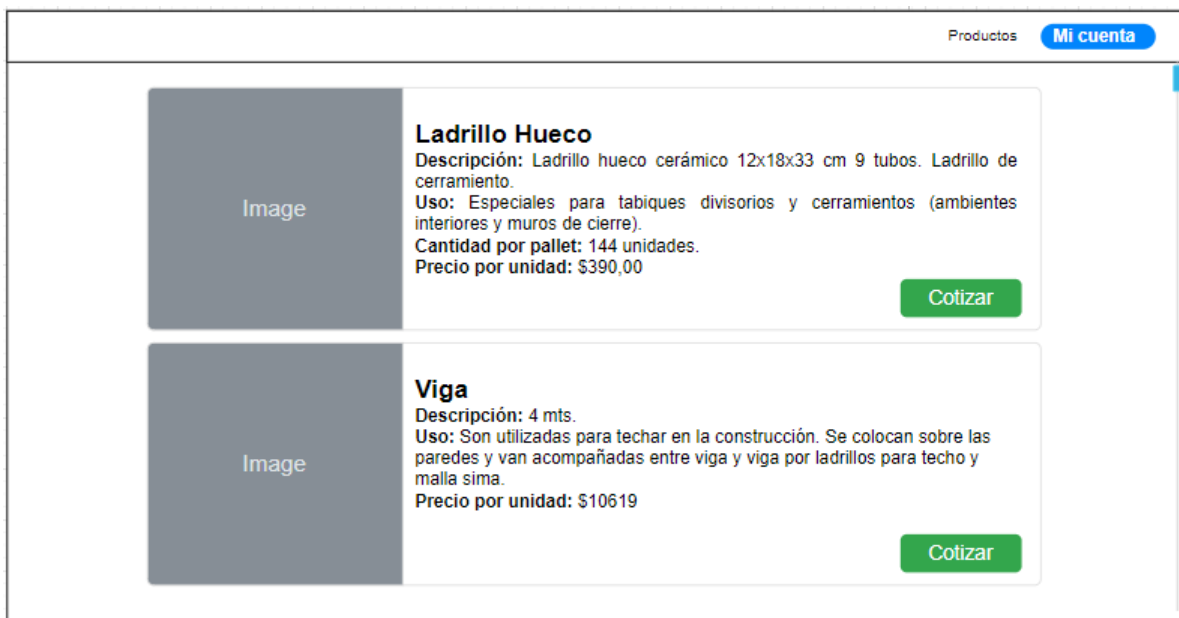 Productos
Mi cuenta
Image
Ladrillo Hueco
Descripción: Ladrillo hueco cerámico 12x18x33 cm 9 tubos. Ladrillo de
cerramiento.
Uso: Especiales para tabiques divisorios y cerramientos (ambientes
interiores y muros de cierre).
Cantidad por pallet: 144 unidades.
Precio por unidad: $390,00
Cotizar
Image
Viga
Descripción: 4 mts.
Uso: Son utilizadas para techar en la construcción. Se colocan sobre las
paredes y van acompañadas entre viga y viga por ladrillos para techo y
malla sima.
Precio por unidad: $10619
Cotizar